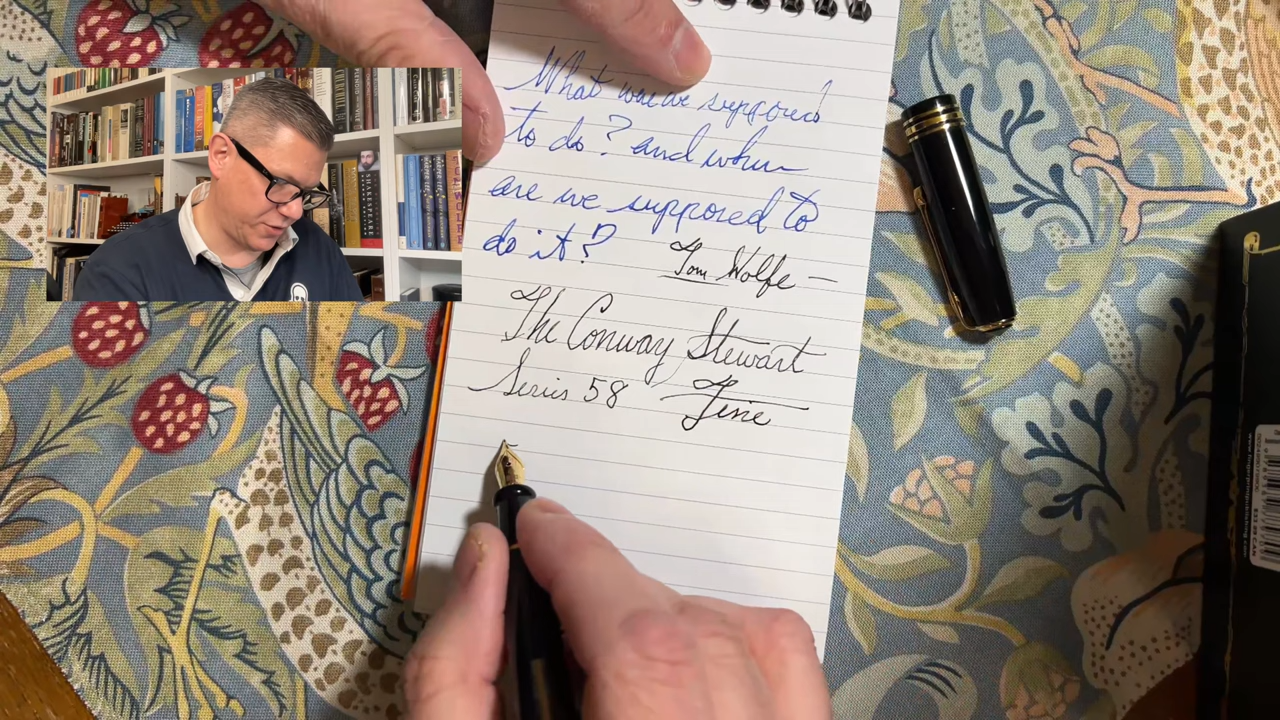 What were we supposed
to do? and when
are we supposed to
do it?
Tom Wolfe —
The Conway Stewart
Series 58 Fine
SHAKESPEARE